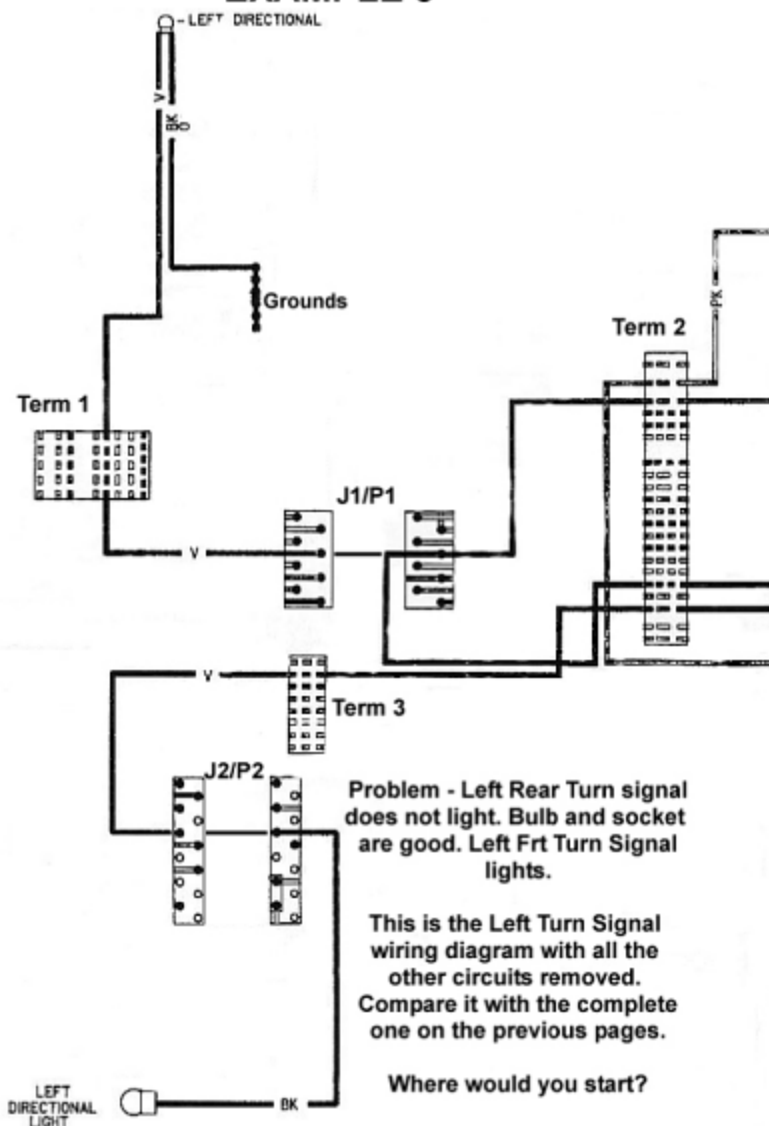 LEFT DIRECTIONAL
V
BK
Grounds
PK
Term 2
Term 1
J1/P1
V
V
Term 3
J2/P2
Problem - Left Rear Turn signal
does not light. Bulb and socket
are good. Left Frt Turn Signal
lights.
This is the Left Turn Signal
wiring diagram with all the
other circuits removed.
Compare it with the complete
one on the previous pages.
Where would you start?
LEFT
DIRECTIONAL
LIGHT
BK